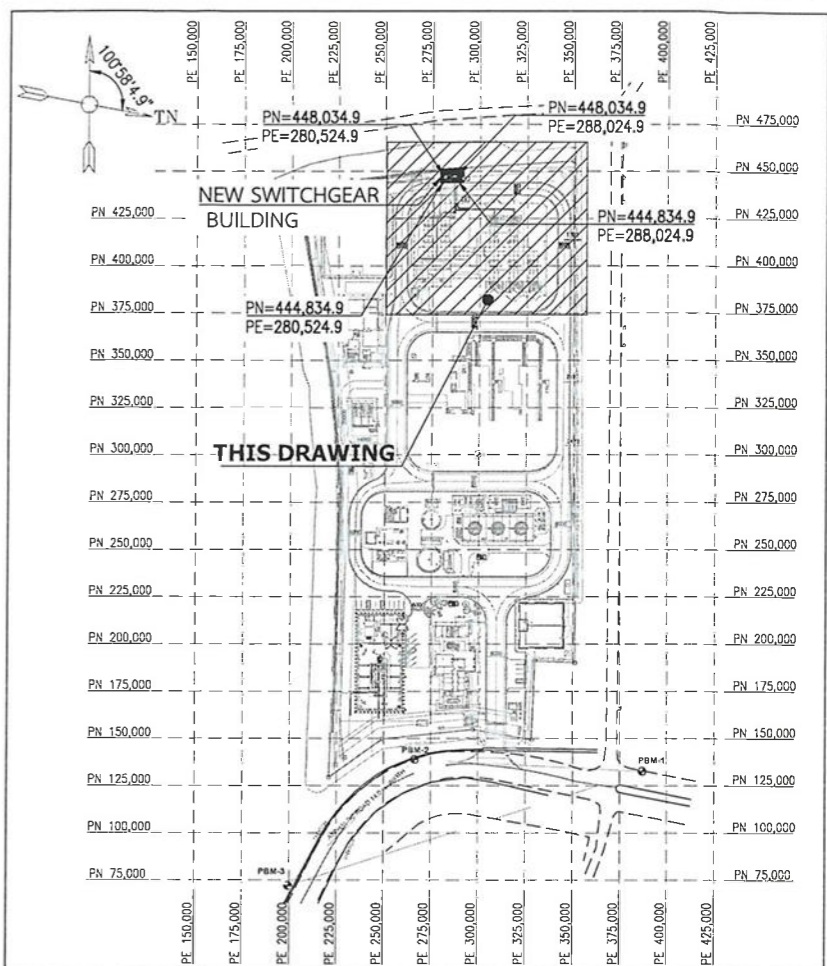 PE 150,000
PE 175,000
PE 200,000
PE 225,000
PE 250,000
PE 275,000
PE 300,000
PE 325,000
PE 350,000
PE 375,000
PE 400,000
PE 425,000
100°58'4.9"
TN
PN=448,034.9
PE=280,524.9
PN=448,034.9
PE=288,024.9
PN 475,000
PN 450,000
NEW SWITCHGEAR
BUILDING
PN 425,000
PN=444,834.9
PE=288,024.9
PN 425,000
PN 400,000
PN 400,000
PN=444,834.9
PE=280,524.9
PN 375,000
PN 375,000
PN 350,000
PN 350,000
PN 325,000
PN 325,000
THIS DRAWING
PN 300,000
PN 300,000
PN 275,000
PN 275,000
PN 250,000
PN 250,000
PN 225,000
PN 225,000
PN 200,000
PN 200,000
PN 175,000
PN 175,000
PN 150,000
PN 150,000
PBM-2
PBM-1
PN 125,000
PN 125,000
PN 100,000
PN 100,000
PBM-3
PN 75,000
PN 75,000
PE 150,000
PE 175,000
PE 200,000
PE 225,000
PE 250,000
PE 275,000
PE 300,000
PE 325,000
PE 350,000
PE 375,000
PE 400,000
PE 425,000